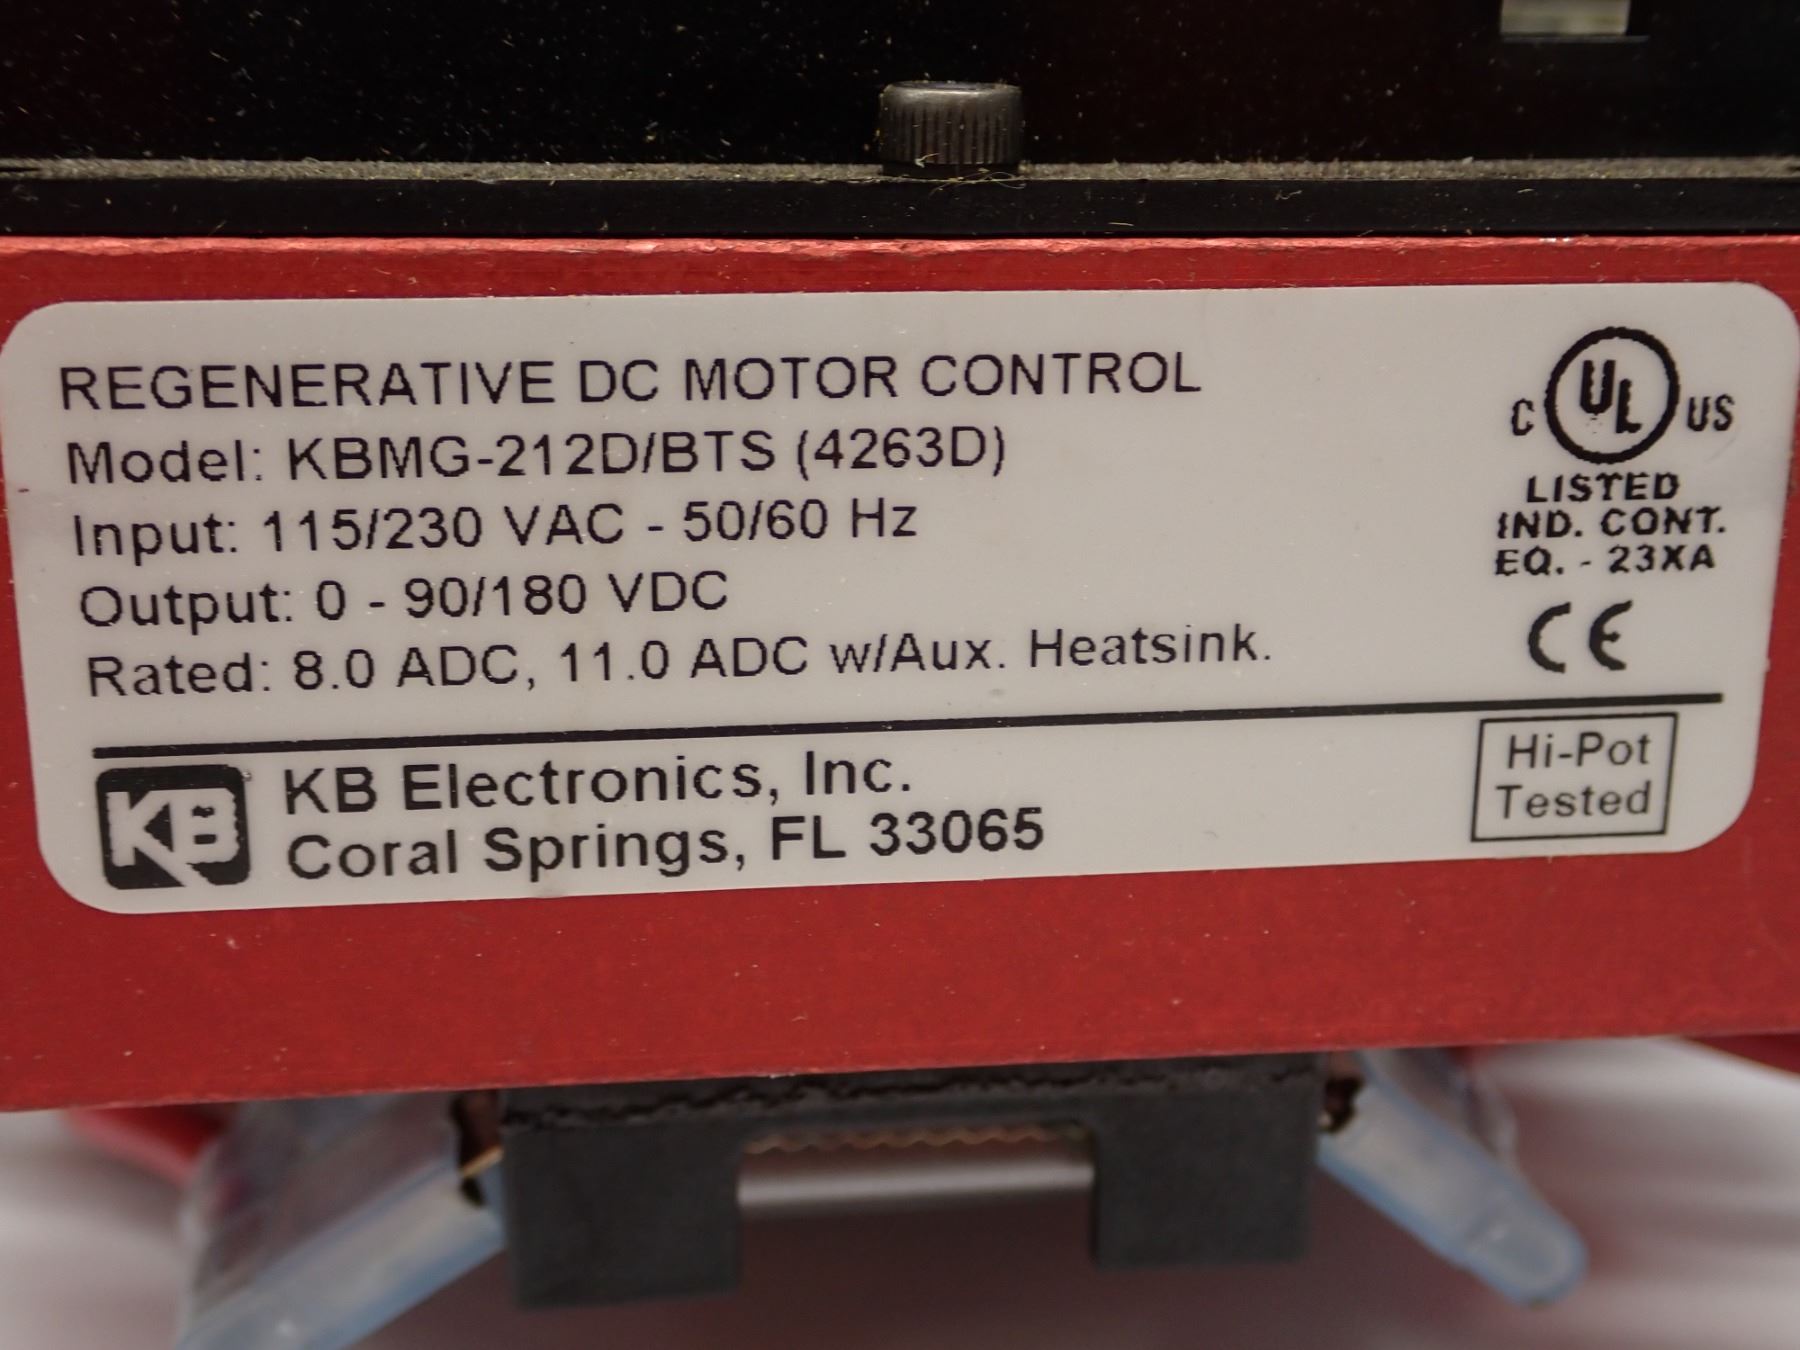 REGENERATIVE DC MOTOR CONTROL
Model: KBMG-212D/BTS (4263D)
Input: 115/230 VAC - 50/60 Hz
Output: 0 - 90/180 VDC
Rated: 8.0 ADC, 11.0 ADC w/Aux. Heatsink.
C UL US
LISTED
IND. CONT.
EQ. - 23XA
CE
KB
KB Electronics, Inc.
Coral Springs, FL 33065
Hi-Pot
Tested